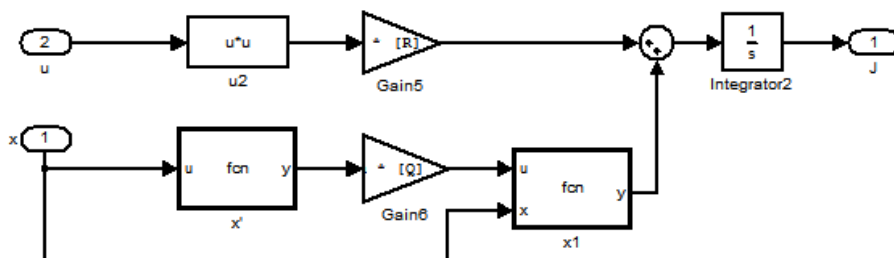 2
u
u*u
u2
* [R]
Gain5
++
1
s
Integrator2
1
J
x
1
u fcn y
x'
* [Q]
Gain6
u
fcn
x
y
x1